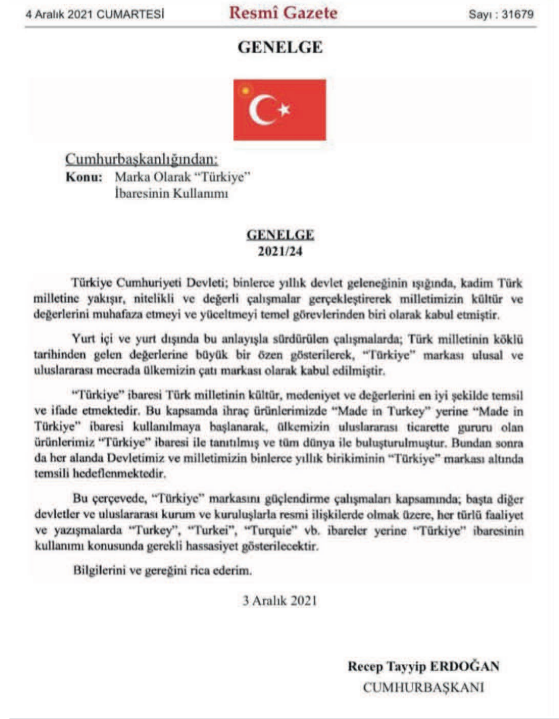 4 Aralık 2021 CUMARTESİ Resmî Gazete Sayı : 31679
GENELGE
Cumhurbaşkanlığından:
Konu: Marka Olarak “Türkiye”
İbaresinin Kullanımı
GENELGE
2021/24
Türkiye Cumhuriyeti Devleti; binlerce yıllık devlet geleneğinin ışığında, kadim Türk
milletine yakışır, nitelikli ve değerli çalışmalar gerçekleştirerek milletimizin kültür ve
değerlerini muhafaza etmeyi ve yüceltmeyi temel görevlerinden biri olarak kabul etmiştir.
Yurt içi ve yurt dışında bu anlayışla sürdürülen çalışmalarda; Türk milletinin köklü
tarihinden gelen değerlerine büyük bir özen gösterilerek, “Türkiye” markası ulusal ve
uluslararası mecrada ülkemizin çatı markası olarak kabul edilmiştir.
“Türkiye” ibaresi Türk milletinin kültür, medeniyet ve değerlerini en iyi şekilde temsil
ve ifade etmektedir. Bu kapsamda ihraç ürünlerimizde “Made in Turkey” yerine “Made in
Türkiye” ibaresi kullanılmaya başlanarak, ülkemizin uluslararası ticarette gururu olan
ürünlerimiz “Türkiye” ibaresi ile tanıtılmış ve tüm dünya ile buluşturulmuştur. Bundan sonra
da her alanda Devletimiz ve milletimizin binlerce yıllık birikiminin “Türkiye” markası altında
temsili hedeflenmektedir.
Bu çerçevede, “Türkiye” markasını güçlendirme çalışmaları kapsamında; başta diğer
devletler ve uluslararası kurum ve kuruluşlarla resmi ilişkilerde olmak üzere, her türlü faaliyet
ve yazışmalarda “Turkey”, “Turkei”, “Turquie” vb. ibareler yerine “Türkiye” ibaresinin
kullanımı konusunda gerekli hassasiyet gösterilecektir.
Bilgilerini ve gereğini rica ederim.
3 Aralık 2021
Recep Tayyip ERDOĞAN
CUMHURBAŞKANI